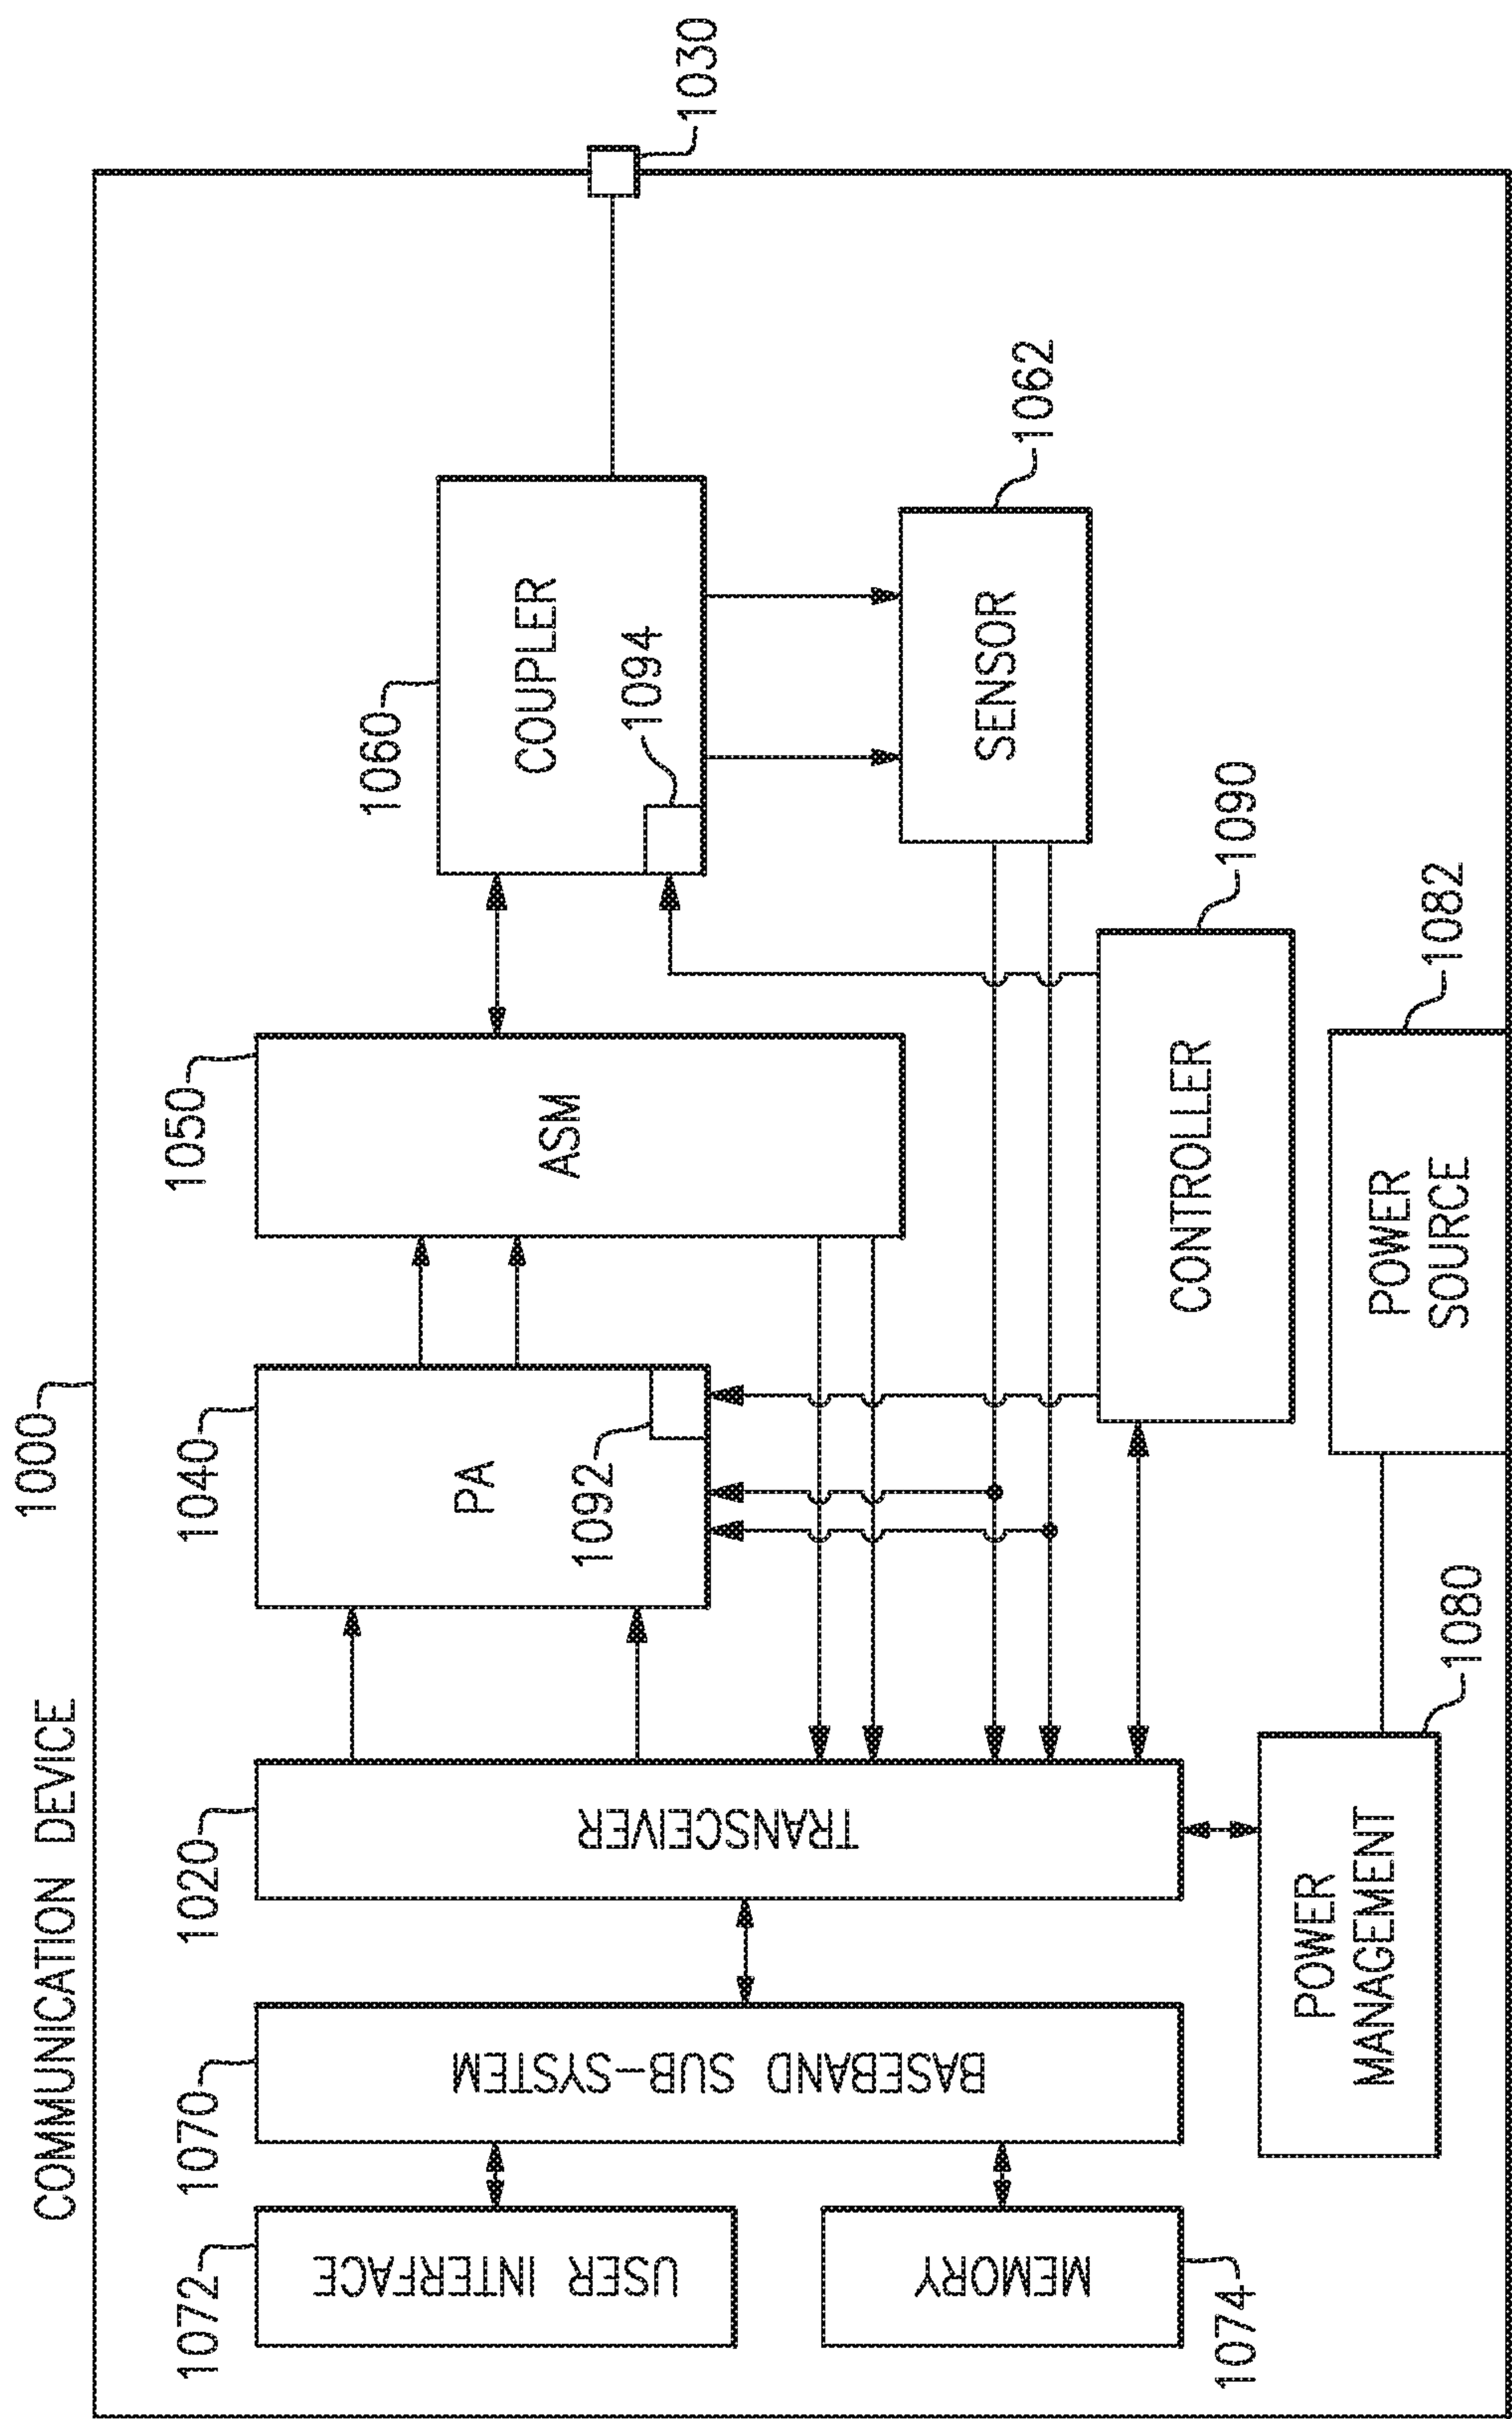 COMMUNICATION DEVICE
1000
1072
USER INTERFACE
1074
MEMORY
1070
BASEBAND SUB-SYSTEM
1020
TRANSCEIVER
1080
POWER
MANAGEMENT
1082
POWER
SOURCE
1040
PA
1092
1050
ASM
1090
CONTROLLER
1060
COUPLER
1094
1062
SENSOR
1030